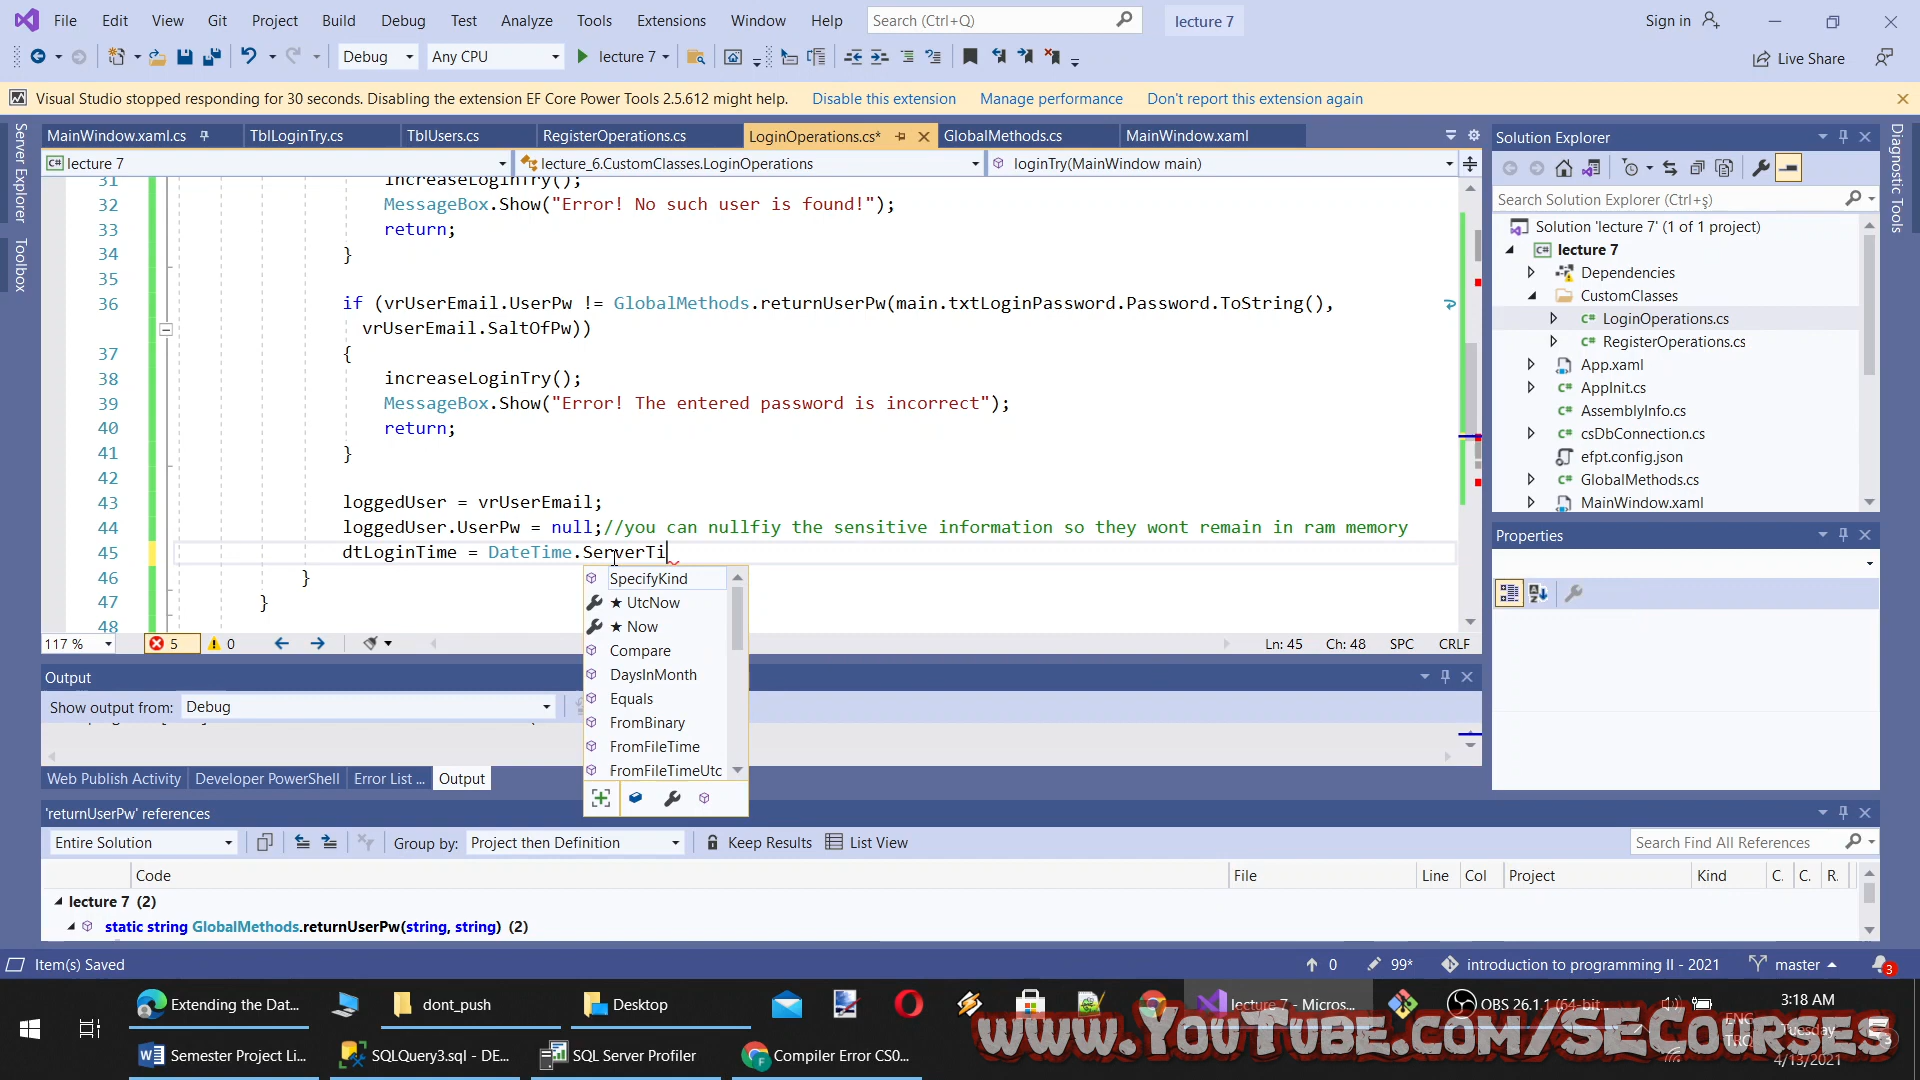 File Edit View Git Project Build Debug Test Analyze Tools Extensions Window Help Search (Ctrl+Q) lecture 7 Sign in
Debug Any CPU lecture 7 Live Share
Visual Studio stopped responding for 30 seconds. Disabling the extension EF Core Power Tools 2.5.612 might help. Disable this extension Manage performance Don't report this extension again
Server Explorer
Toolbox
MainWindow.xaml.cs TblLoginTry.cs TblUsers.cs RegisterOperations.cs LoginOperations.cs* GlobalMethods.cs MainWindow.xaml
lecture 7 lecture_6.CustomClasses.LoginOperations loginTry(MainWindow main)
31 increaseLoginTry();
32 MessageBox.Show("Error! No such user is found!");
33 return;
34 }
35
36 if (vrUserEmail.UserPw != GlobalMethods.returnUserPw(main.txtLoginPassword.Password.ToString(),
vrUserEmail.SaltOfPw))
37 {
38 increaseLoginTry();
39 MessageBox.Show("Error! The entered password is incorrect");
40 return;
41 }
42
43 loggedUser = vrUserEmail;
44 loggedUser.UserPw = null;//you can nullfiy the sensitive information so they wont remain in ram memory
45 dtLoginTime = DateTime.ServerTi
46 }
47 }
48
SpecifyKind
★ UtcNow
★ Now
Compare
DaysInMonth
Equals
FromBinary
FromFileTime
FromFileTimeUtc
117 % 5 0 Ln: 45 Ch: 48 SPC CRLF
Output
Show output from: Debug
Web Publish Activity Developer PowerShell Error List ... Output
'returnUserPw' references
Entire Solution Group by: Project then Definition Keep Results List View Search Find All References
Code File Line Col Project Kind C. C. R.
lecture 7 (2)
static string GlobalMethods.returnUserPw(string, string) (2)
Solution Explorer
Search Solution Explorer (Ctrl+ş)
Solution 'lecture 7' (1 of 1 project)
lecture 7
Dependencies
CustomClasses
LoginOperations.cs
RegisterOperations.cs
App.xaml
AppInit.cs
AssemblyInfo.cs
csDbConnection.cs
efpt.config.json
GlobalMethods.cs
MainWindow.xaml
Properties
Diagnostic Tools
Item(s) Saved 0 99* introduction to programming II - 2021 master 3
Extending the Dat... dont_push Desktop lecture 7 - Micros... OBS 26.1.1 (64-bit... 3:18 AM
Semester Project Li... SQLQuery3.sql - DE... SQL Server Profiler Compiler Error CS0... ENG Tuesday
4/13/2021
www.YouTube.com/SECourses